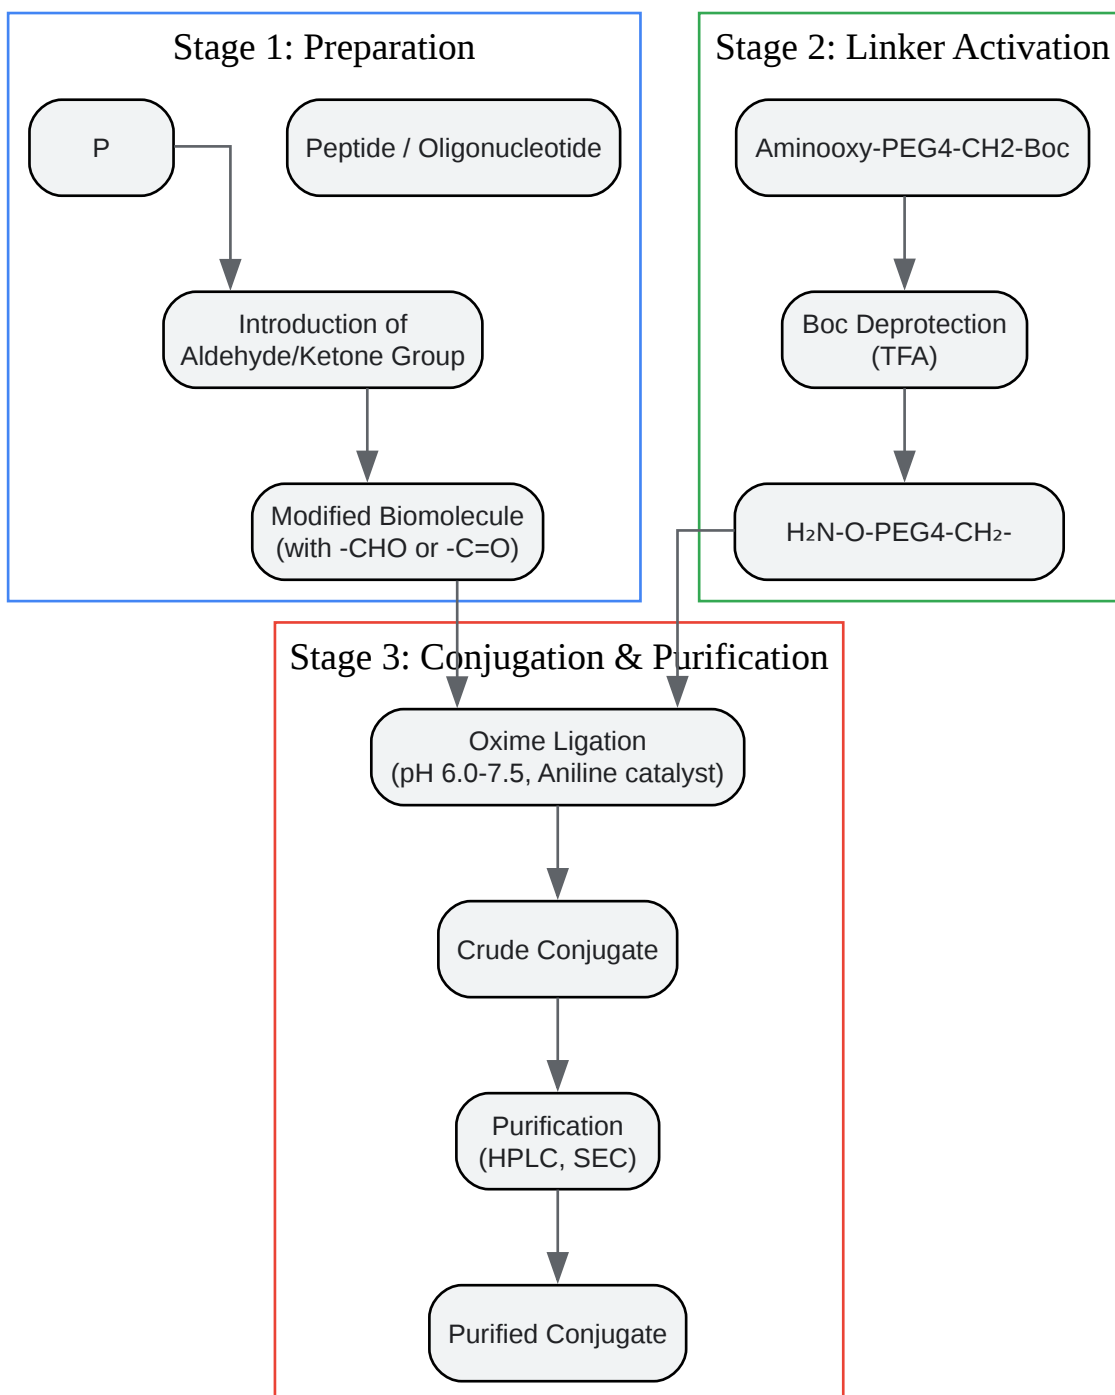 Stage 1: Preparation
P
Peptide / Oligonucleotide
Introduction of
Aldehyde/Ketone Group
Modified Biomolecule
(with -CHO or -C=O)
Stage 2: Linker Activation
Aminooxy-PEG4-CH2-Boc
Boc Deprotection
(TFA)
H₂N-O-PEG4-CH₂-
Stage 3: Conjugation & Purification
Oxime Ligation
(pH 6.0-7.5, Aniline catalyst)
Crude Conjugate
Purification
(HPLC, SEC)
Purified Conjugate